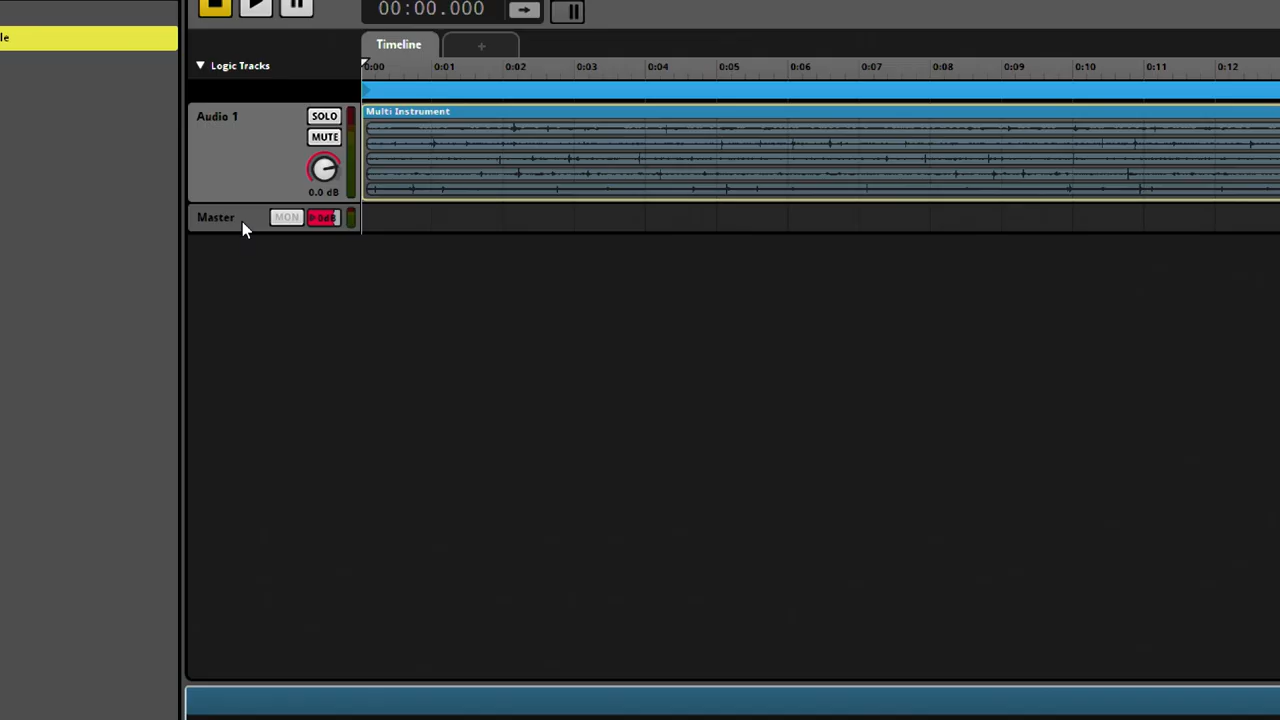 00:00.000
le
Timeline
+
Logic Tracks
0:00 0:01 0:02 0:03 0:04 0:05 0:06 0:07 0:08 0:09 0:10 0:11 0:12
Multi Instrument
Audio 1
SOLO
MUTE
0.0 dB
Master
MON
0dB